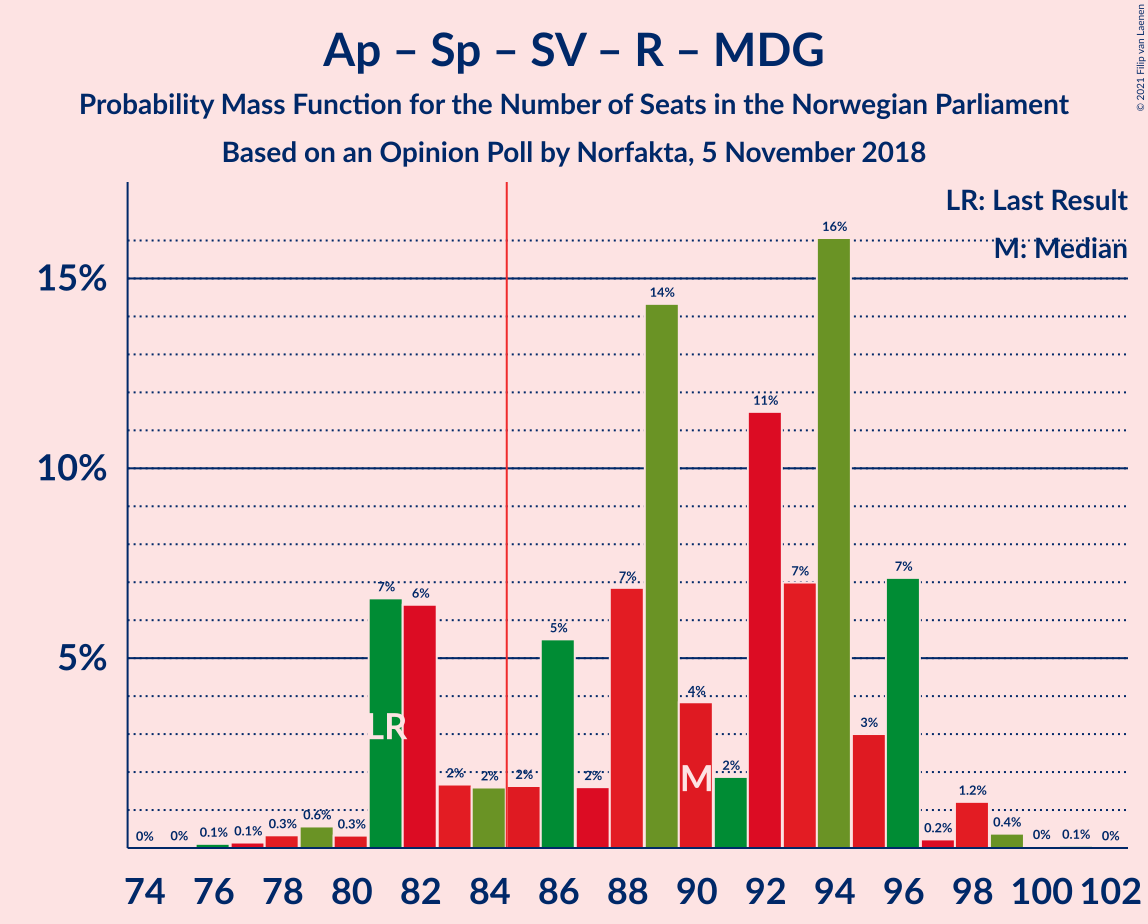 Ap – Sp – SV – R – MDG
Probability Mass Function for the Number of Seats in the Norwegian Parliament
Based on an Opinion Poll by Norfakta, 5 November 2018
© 2021 Filip van Laenen
LR: Last Result
M: Median
15%
10%
5%
0% 0% 0.1% 0.1% 0.3% 0.6% 0.3% 7% 6% 2% 2% 2% 5% 2% 7% 14% 4% 2% 11% 7% 16% 3% 7% 0.2% 1.2% 0.4% 0% 0.1% 0%
LR
M
74 76 78 80 82 84 86 88 90 92 94 96 98 100 102